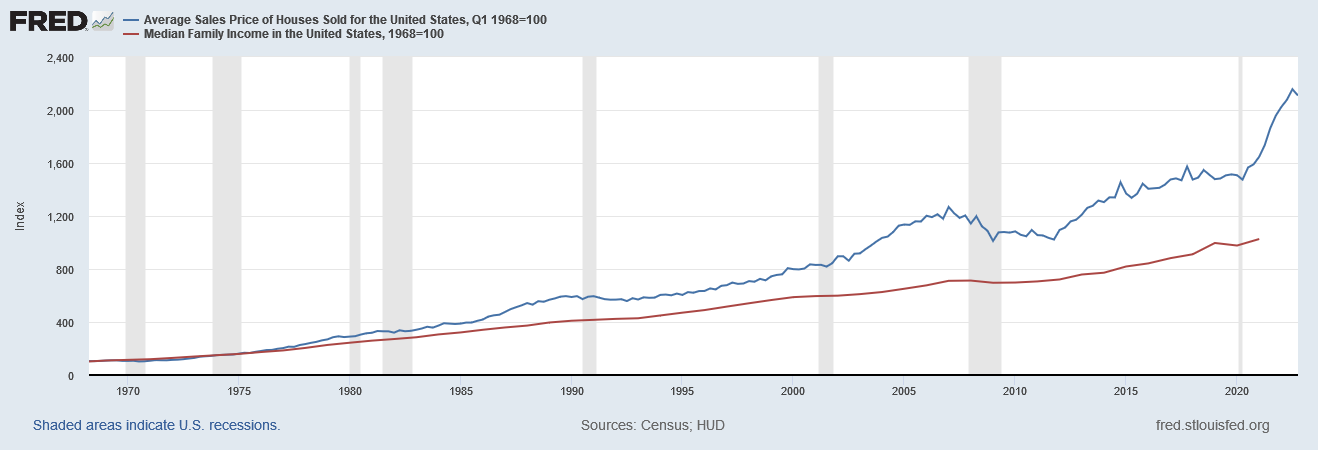 FRED
Average Sales Price of Houses Sold for the United States, Q1 1968=100
Median Family Income in the United States, 1968=100
2,400
2,000
1,600
1,200
800
400
0
Index
1970 1975 1980 1985 1990 1995 2000 2005 2010 2015 2020
Shaded areas indicate U.S. recessions. Sources: Census; HUD fred.stlouisfed.org